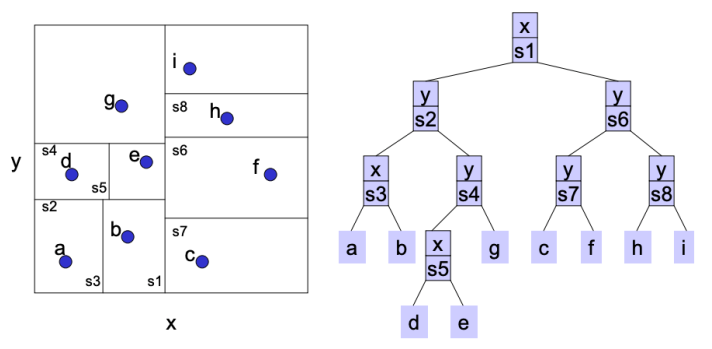 i
g
s8 h
s4 d e
s6
f
y
s5
s2
b
s7
a
c
s3 s1
x
x
s1
y y
s2 s6
x y y y
s3 s4 s7 s8
a b x g c f h i
s5
d e